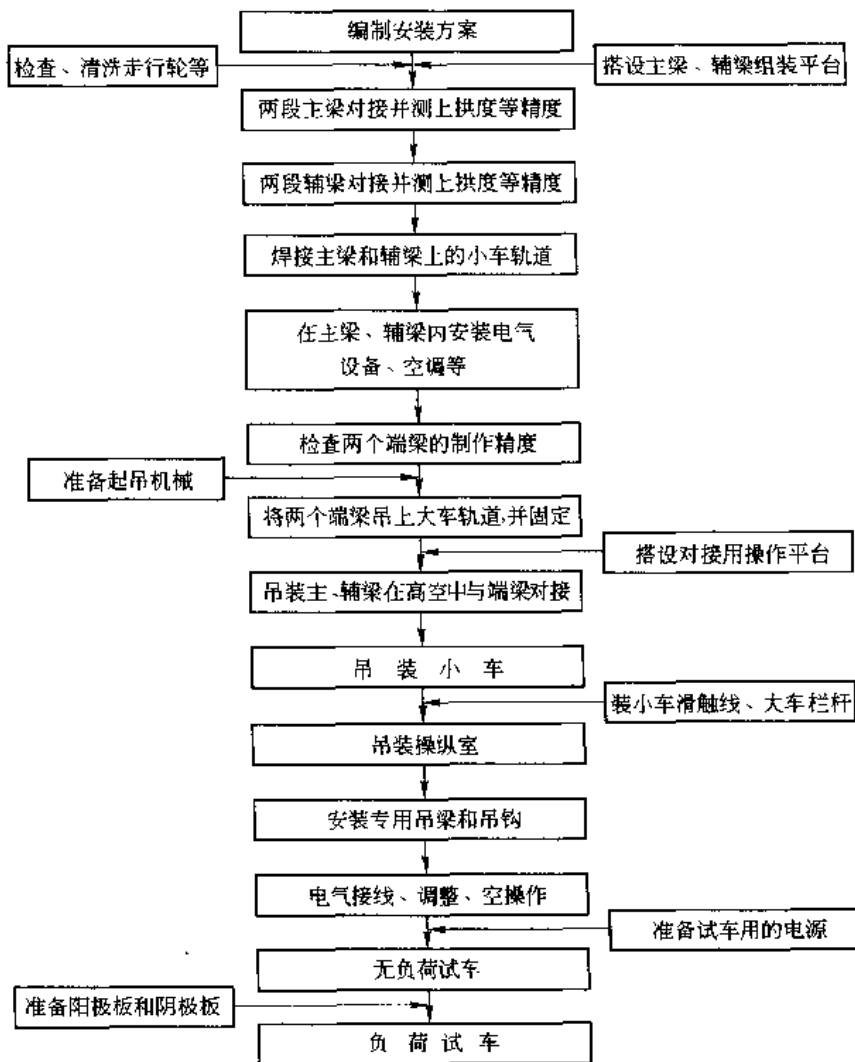 编制安装方案
检查、清洗走行轮等
搭设主梁、辅梁组装平台
两段主梁对接并测上拱度等精度
两段辅梁对接并测上拱度等精度
焊接主梁和辅梁上的小车轨道
在主梁、辅梁内安装电气
设备、空调等
检查两个端梁的制作精度
准备起吊机械
将两个端梁吊上大车轨道,并固定
搭设对接用操作平台
吊装主、辅梁在高空中与端梁对接
吊装小车
装小车滑触线、大车栏杆
吊装操纵室
安装专用吊梁和吊钩
电气接线、调整、空操作
准备试车用的电源
无负荷试车
准备阳极板和阴极板
负荷试车